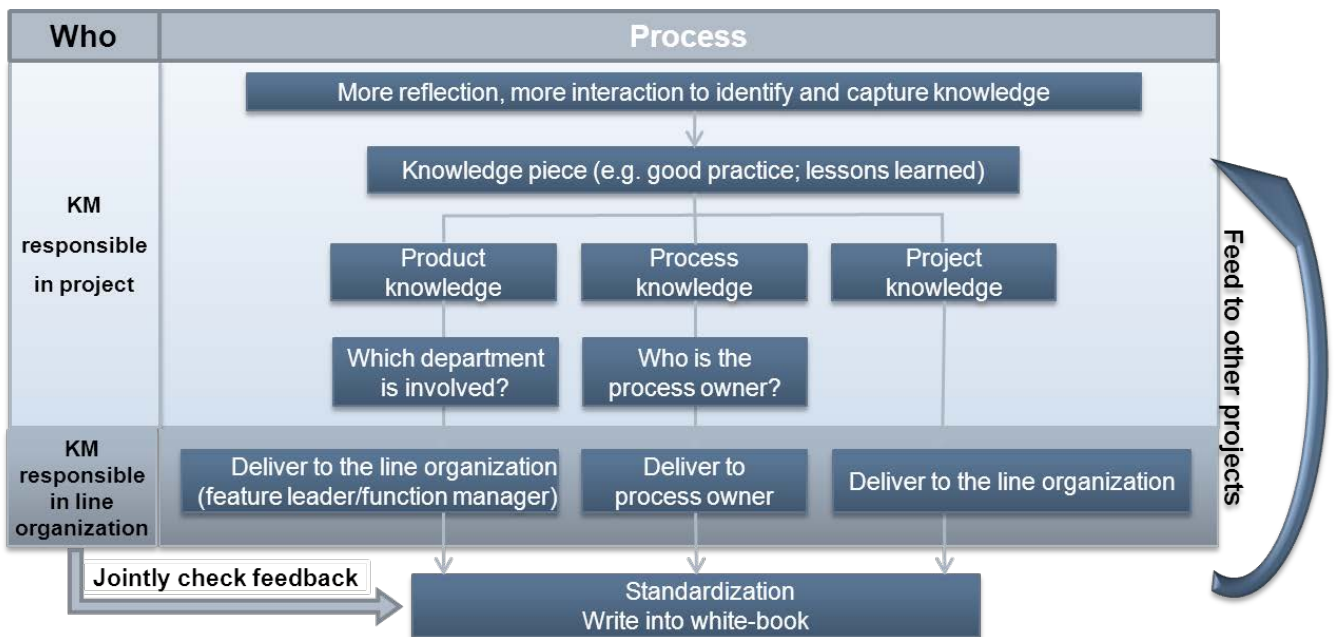 Who
Process
More reflection, more interaction to identify and capture knowledge
Knowledge piece (e.g. good practice; lessons learned)
KM
responsible
in project
Product
knowledge
Process
knowledge
Project
knowledge
Which department
is involved?
Who is the
process owner?
Feed to other projects
KM
responsible
in line
organization
Deliver to the line organization
(feature leader/function manager)
Deliver to
process owner
Deliver to the line organization
Jointly check feedback
Standardization
Write into white-book